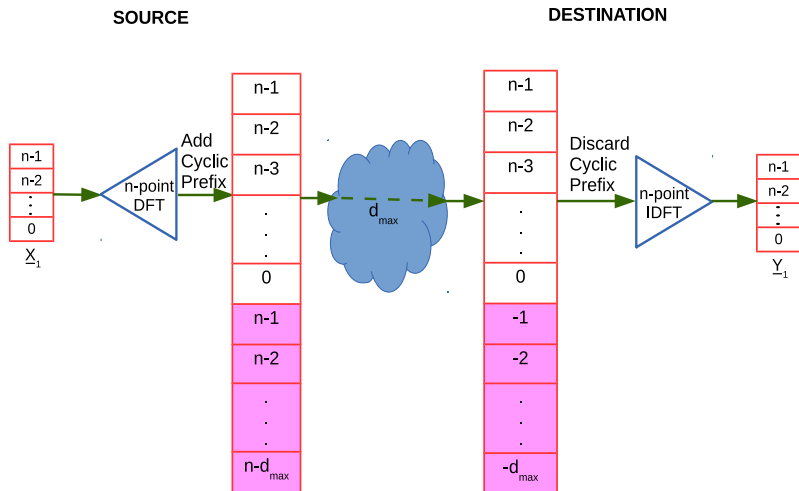 SOURCE
DESTINATION
n-1
n-2
⋮
0
X₁
n-point
DFT
Add
Cyclic
Prefix
n-1
n-2
n-3
.
.
.
0
n-1
n-2
.
.
.
n-dmax
dmax
n-1
n-2
n-3
.
.
.
0
-1
-2
.
.
.
-dmax
Discard
Cyclic
Prefix
n-point
IDFT
n-1
n-2
⋮
0
Y₁